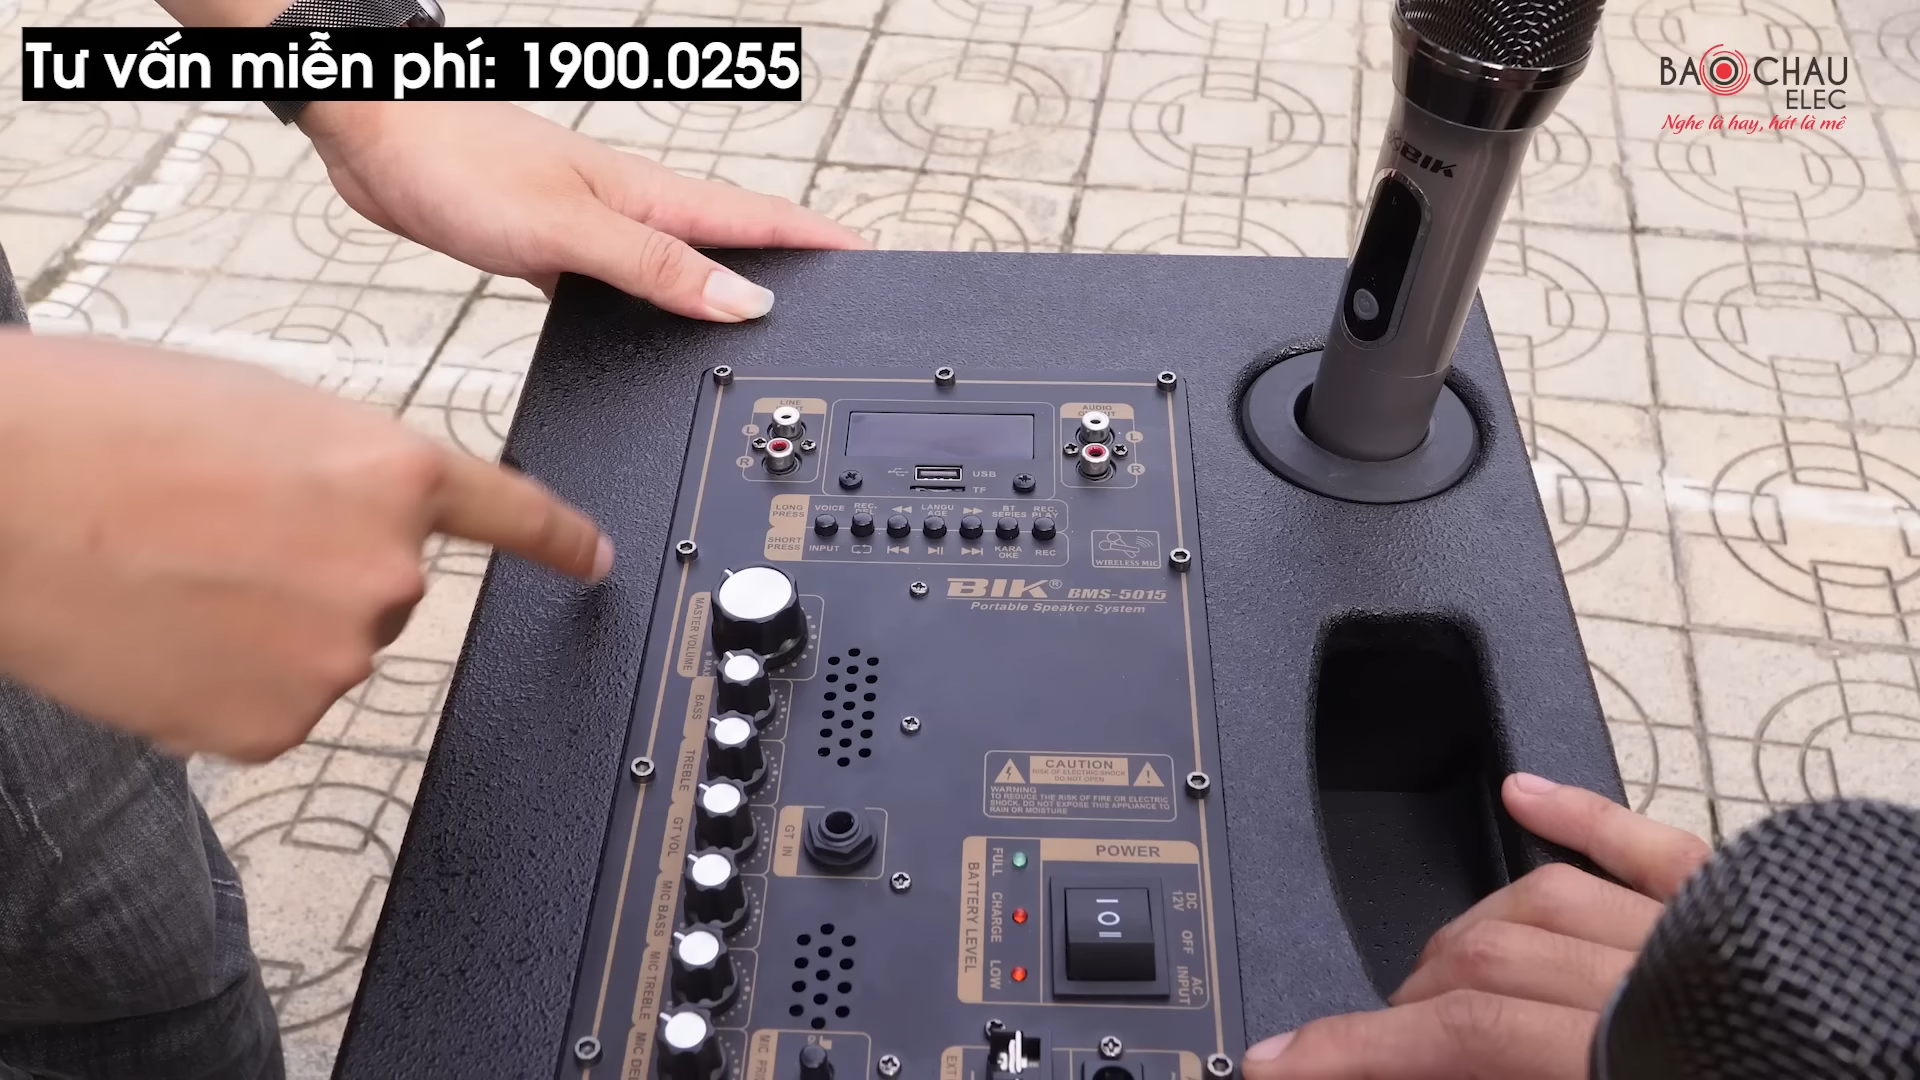 Tư vấn miễn phí: 1900.0255
BAOCHAU
ELEC
Nghe là hay, hát là mê
BIK
LINE
AUDIO
L
R
L
R
USB
TF
LONG PRESS
VOICE
REC. DEL
LANGU AGE
BT SERIES
REC. PLAY
SHORT PRESS
INPUT
KARA OKE
REC
WIRELESS MIC
BIK® BMS-5015
Portable Speaker System
MASTER VOLUME
MAX
BASS
TREBLE
GT VOL
MIC BASS
MIC TREBLE
GT IN
CAUTION
RISK OF ELECTRIC SHOCK
DO NOT OPEN
WARNING
TO REDUCE THE RISK OF FIRE OR ELECTRIC
SHOCK, DO NOT EXPOSE THIS APPLIANCE TO
RAIN OR MOISTURE
POWER
BATTERY LEVEL
FULL
CHARGE
LOW
DC 12V
OFF
AC INPUT